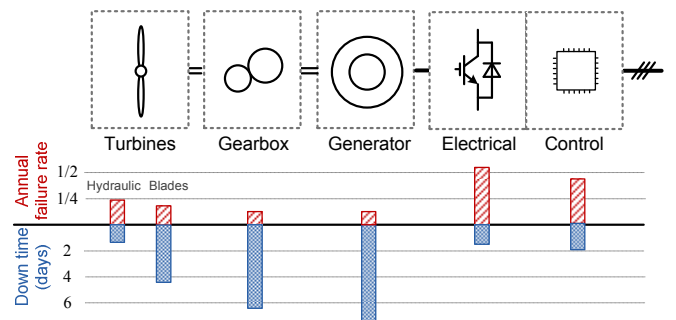 Turbines Gearbox Generator Electrical Control
Annual
failure rate
1/2
1/4
Hydraulic Blades
Down time
(days)
2
4
6